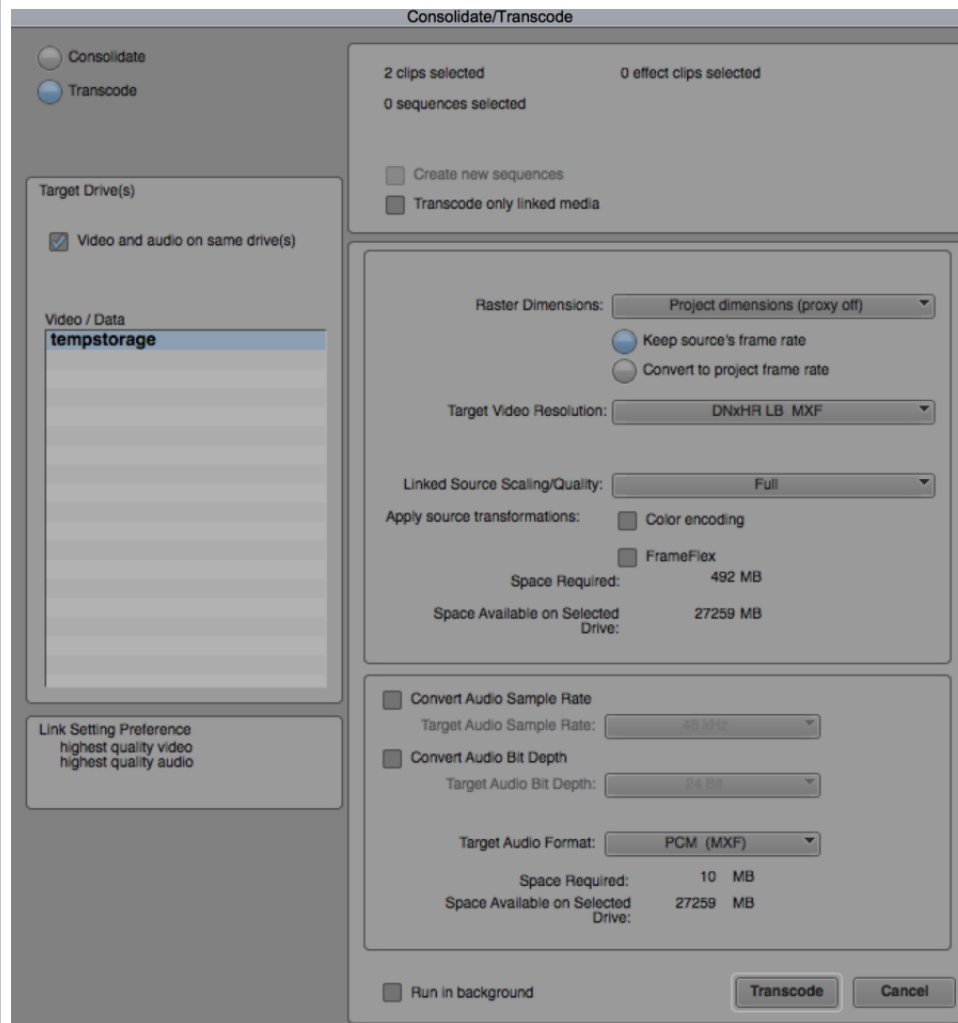 Consolidate/Transcode
Consolidate
Transcode
2 clips selected
0 effect clips selected
0 sequences selected
Create new sequences
Transcode only linked media
Target Drive(s)
Video and audio on same drive(s)
Video / Data
tempstorage
Link Setting Preference
highest quality video
highest quality audio
Raster Dimensions: Project dimensions (proxy off)
Keep source's frame rate
Convert to project frame rate
Target Video Resolution: DNxHR LB MXF
Linked Source Scaling/Quality: Full
Apply source transformations: Color encoding
FrameFlex
Space Required: 492 MB
Space Available on Selected
Drive: 27259 MB
Convert Audio Sample Rate
Target Audio Sample Rate: 48 kHz
Convert Audio Bit Depth
Target Audio Bit Depth: 24 Bit
Target Audio Format: PCM (MXF)
Space Required: 10 MB
Space Available on Selected
Drive: 27259 MB
Run in background
Transcode
Cancel